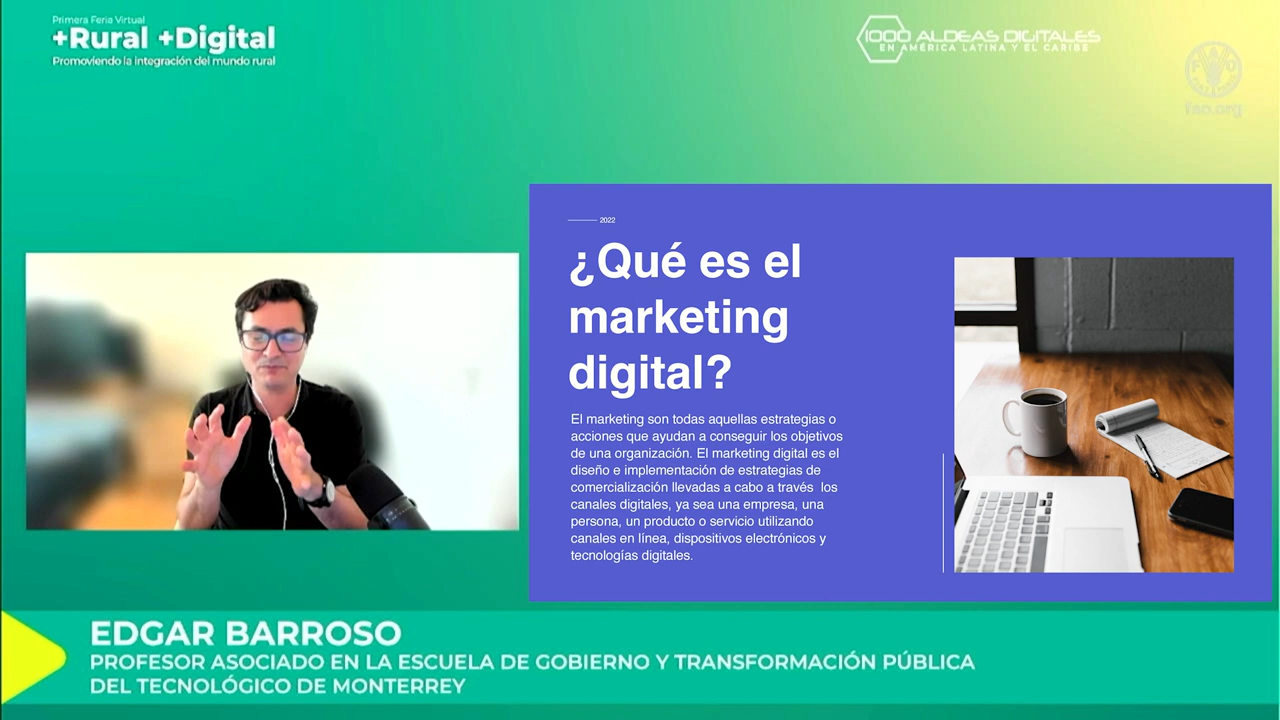 Primera Feria Virtual
+Rural +Digital
Promoviendo la integración del mundo rural
1000 ALDEAS DIGITALES
EN AMÉRICA LATINA Y EL CARIBE
fao.org
2022
¿Qué es el
marketing
digital?
El marketing son todas aquellas estrategias o
acciones que ayudan a conseguir los objetivos
de una organización. El marketing digital es el
diseño e implementación de estrategias de
comercialización llevadas a cabo a través los
canales digitales, ya sea una empresa, una
persona, un producto o servicio utilizando
canales en línea, dispositivos electrónicos y
tecnologías digitales.
EDGAR BARROSO
PROFESOR ASOCIADO EN LA ESCUELA DE GOBIERNO Y TRANSFORMACIÓN PÚBLICA
DEL TECNOLÓGICO DE MONTERREY